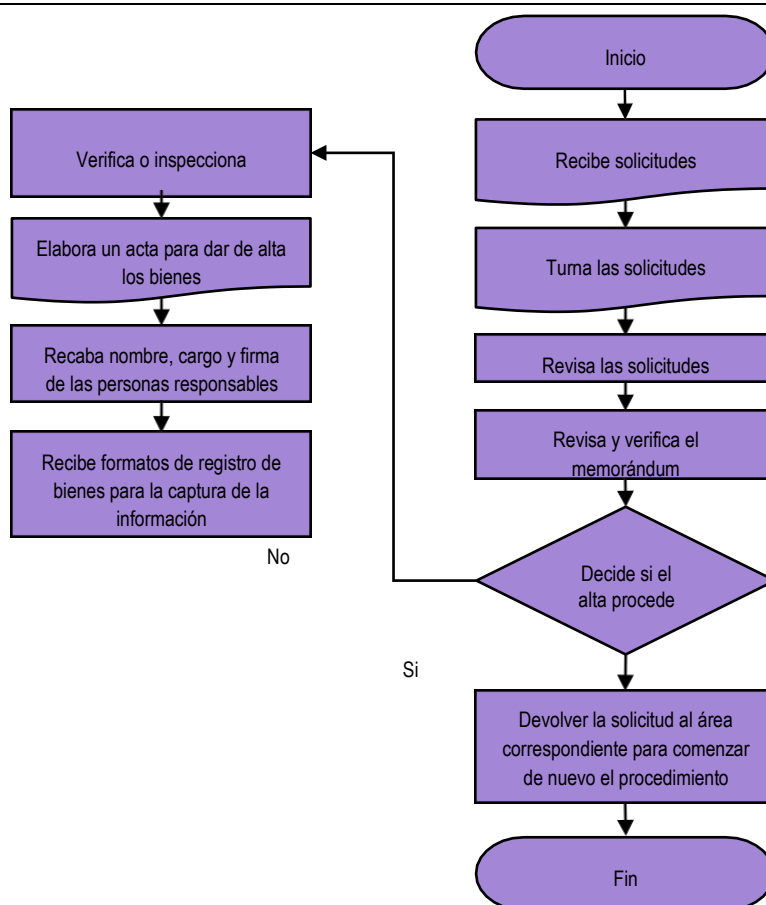 Inicio
Recibe solicitudes
Turna las solicitudes
Revisa las solicitudes
Revisa y verifica el
memorándum
Decide si el
alta procede
Si
No
Verifica o inspecciona
Elabora un acta para dar de alta
los bienes
Recaba nombre, cargo y firma
de las personas responsables
Recibe formatos de registro de
bienes para la captura de la
información
Devolver la solicitud al área
correspondiente para comenzar
de nuevo el procedimiento
Fin